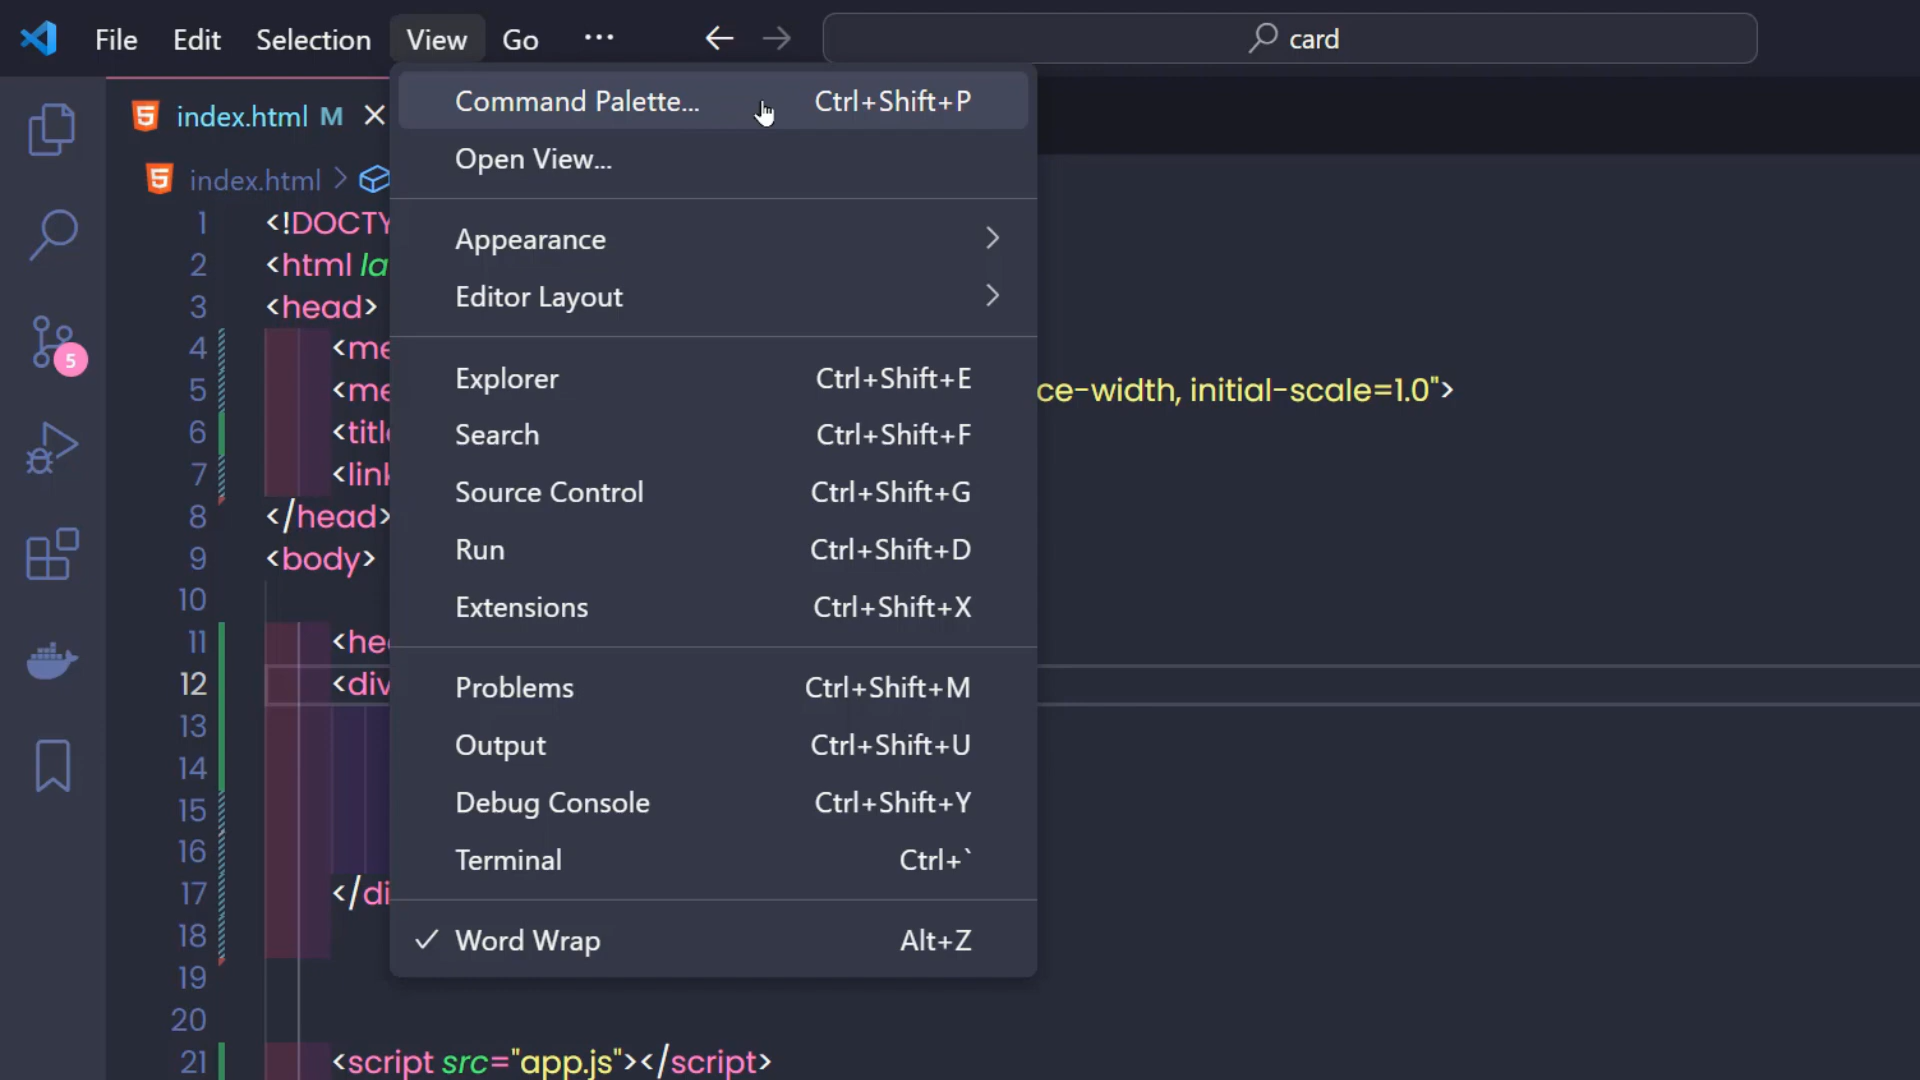 File Edit Selection View Go ··· card
index.html M
index.html >
Command Palette... Ctrl+Shift+P
Open View...
Appearance
Editor Layout
Explorer Ctrl+Shift+E
Search Ctrl+Shift+F
Source Control Ctrl+Shift+G
Run Ctrl+Shift+D
Extensions Ctrl+Shift+X
Problems Ctrl+Shift+M
Output Ctrl+Shift+U
Debug Console Ctrl+Shift+Y
Terminal Ctrl+`
Word Wrap Alt+Z
5
1 <!DOCTY
2 <html la
3 <head>
4 <me
5 <me ce-width, initial-scale=1.0">
6 <title
7 <link
8 </head>
9 <body>
10
11 <hea
12 <div
13
14
15
16
17 </di
18
19
20
21 <script src="app.js"></script>